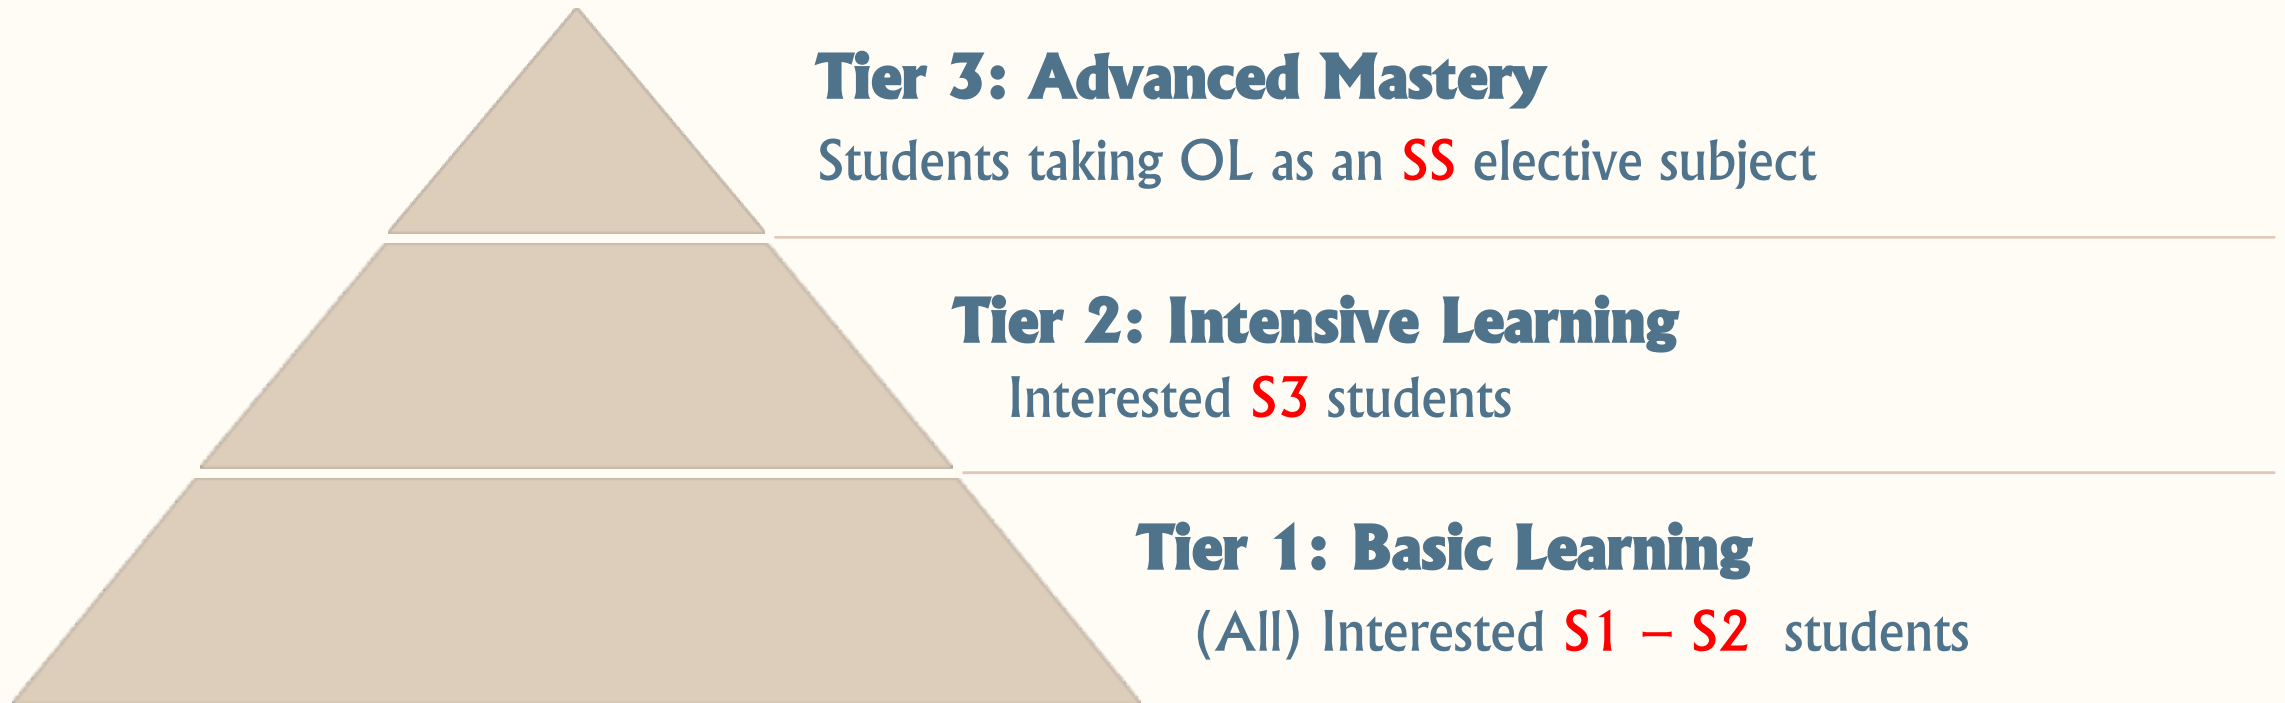 Tier 3: Advanced Mastery
Students taking OL as an SS elective subject
Tier 2: Intensive Learning
Interested S3 students
Tier 1: Basic Learning
(All) Interested S1 – S2 students